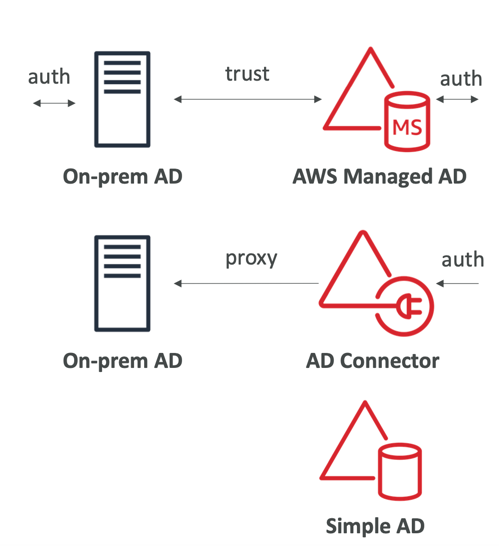 auth
trust
auth
MS
On-prem AD
AWS Managed AD
proxy
auth
On-prem AD
AD Connector
Simple AD